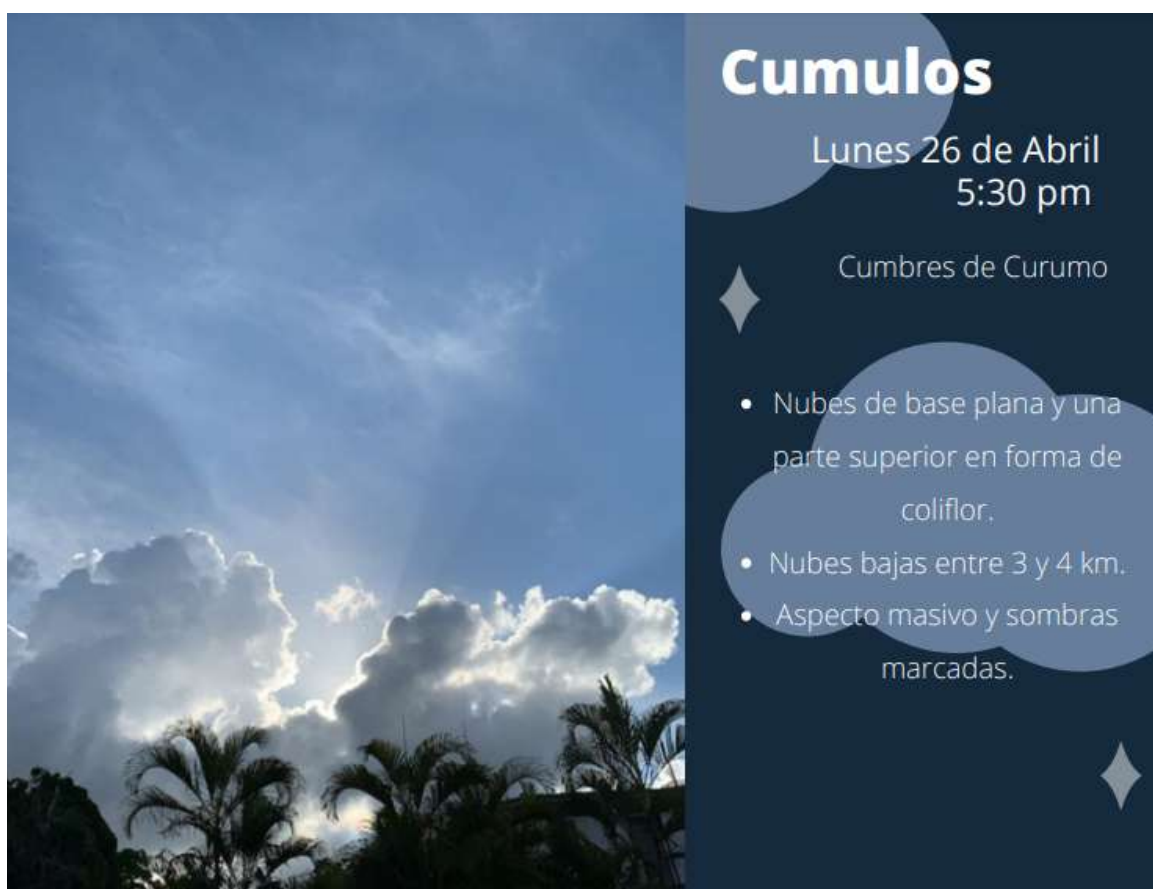 Cumulos
Lunes 26 de Abril
5:30 pm
Cumbres de Curumo
• Nubes de base plana y una
parte superior en forma de
coliflor.
• Nubes bajas entre 3 y 4 km.
• Aspecto masivo y sombras
marcadas.